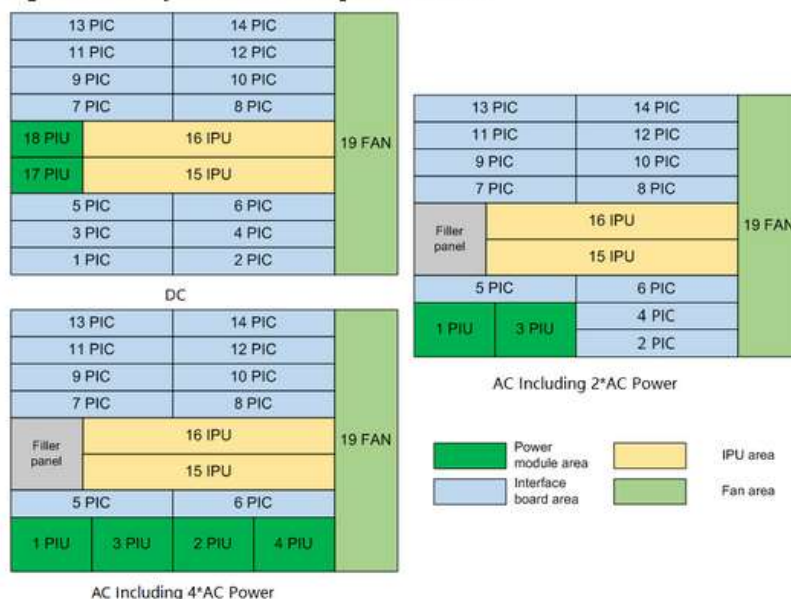 13 PIC 14 PIC
11 PIC 12 PIC
9 PIC 10 PIC
7 PIC 8 PIC
18 PIU 16 IPU
17 PIU 15 IPU
19 FAN
5 PIC 6 PIC
3 PIC 4 PIC
1 PIC 2 PIC
DC
13 PIC 14 PIC
11 PIC 12 PIC
9 PIC 10 PIC
7 PIC 8 PIC
Filler
panel
16 IPU
15 IPU
19 FAN
5 PIC 6 PIC
1 PIU 3 PIU
4 PIC
2 PIC
AC Including 2*AC Power
13 PIC 14 PIC
11 PIC 12 PIC
9 PIC 10 PIC
7 PIC 8 PIC
Filler
panel
16 IPU
15 IPU
19 FAN
5 PIC 6 PIC
1 PIU 3 PIU 2 PIU 4 PIU
AC Including 4*AC Power
Power
module area
IPU area
Interface
board area
Fan area